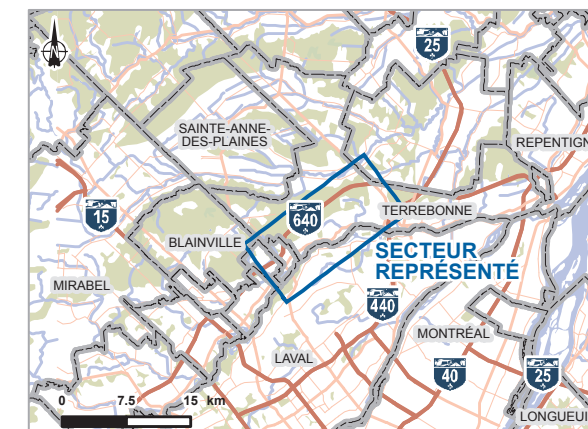 25
SAINTE-ANNE-
DES-PLAINES
REPENTIGN
15
640
TERREBONNE
BLAINVILLE
SECTEUR
REPRÉSENTÉ
MIRABEL
440
MONTRÉAL
LAVAL
40
25
0 7.5 15 km
LONGUEUI